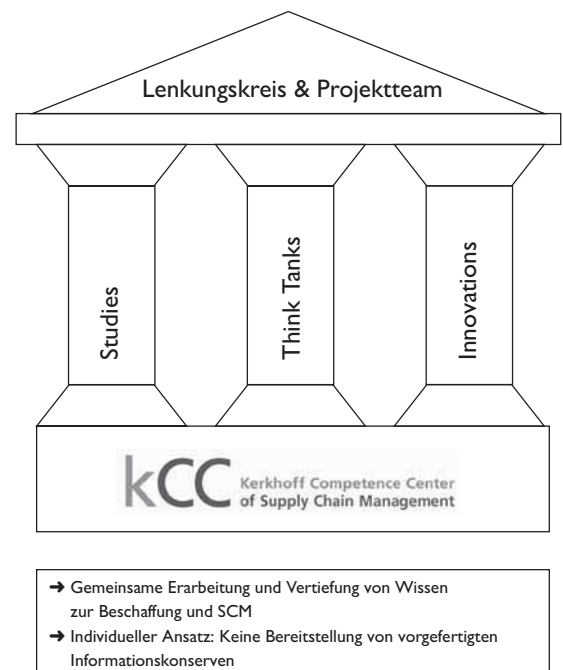 Lenkungskreis & Projektteam
Studies
Think Tanks
Innovations
kCC Kerkhoff Competence Center
of Supply Chain Management
➔ Gemeinsame Erarbeitung und Vertiefung von Wissen
zur Beschaffung und SCM
➔ Individueller Ansatz: Keine Bereitstellung von vorgefertigten
Informationskonserven